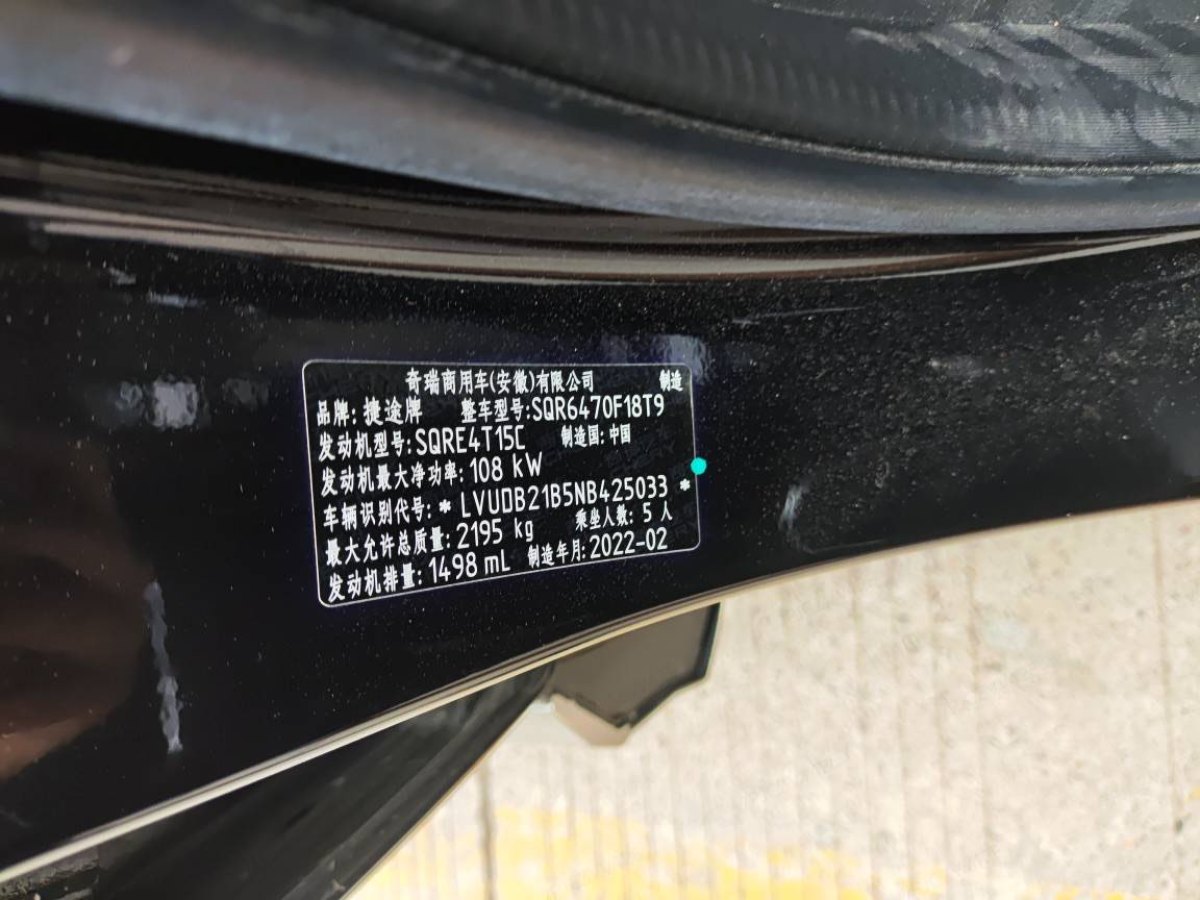 奇瑞商用车(安徽)有限公司 制造
品牌: 捷途牌 整车型号:SQR6470F18T9
发动机型号:SQRE4T15C 制造国: 中国
发动机最大净功率: 108 kW
车辆识别代号: * LVUDB21B5NB425033 *
最大允许总质量: 2195 kg 乘坐人数: 5 人
发动机排量: 1498 mL 制造年月: 2022-02